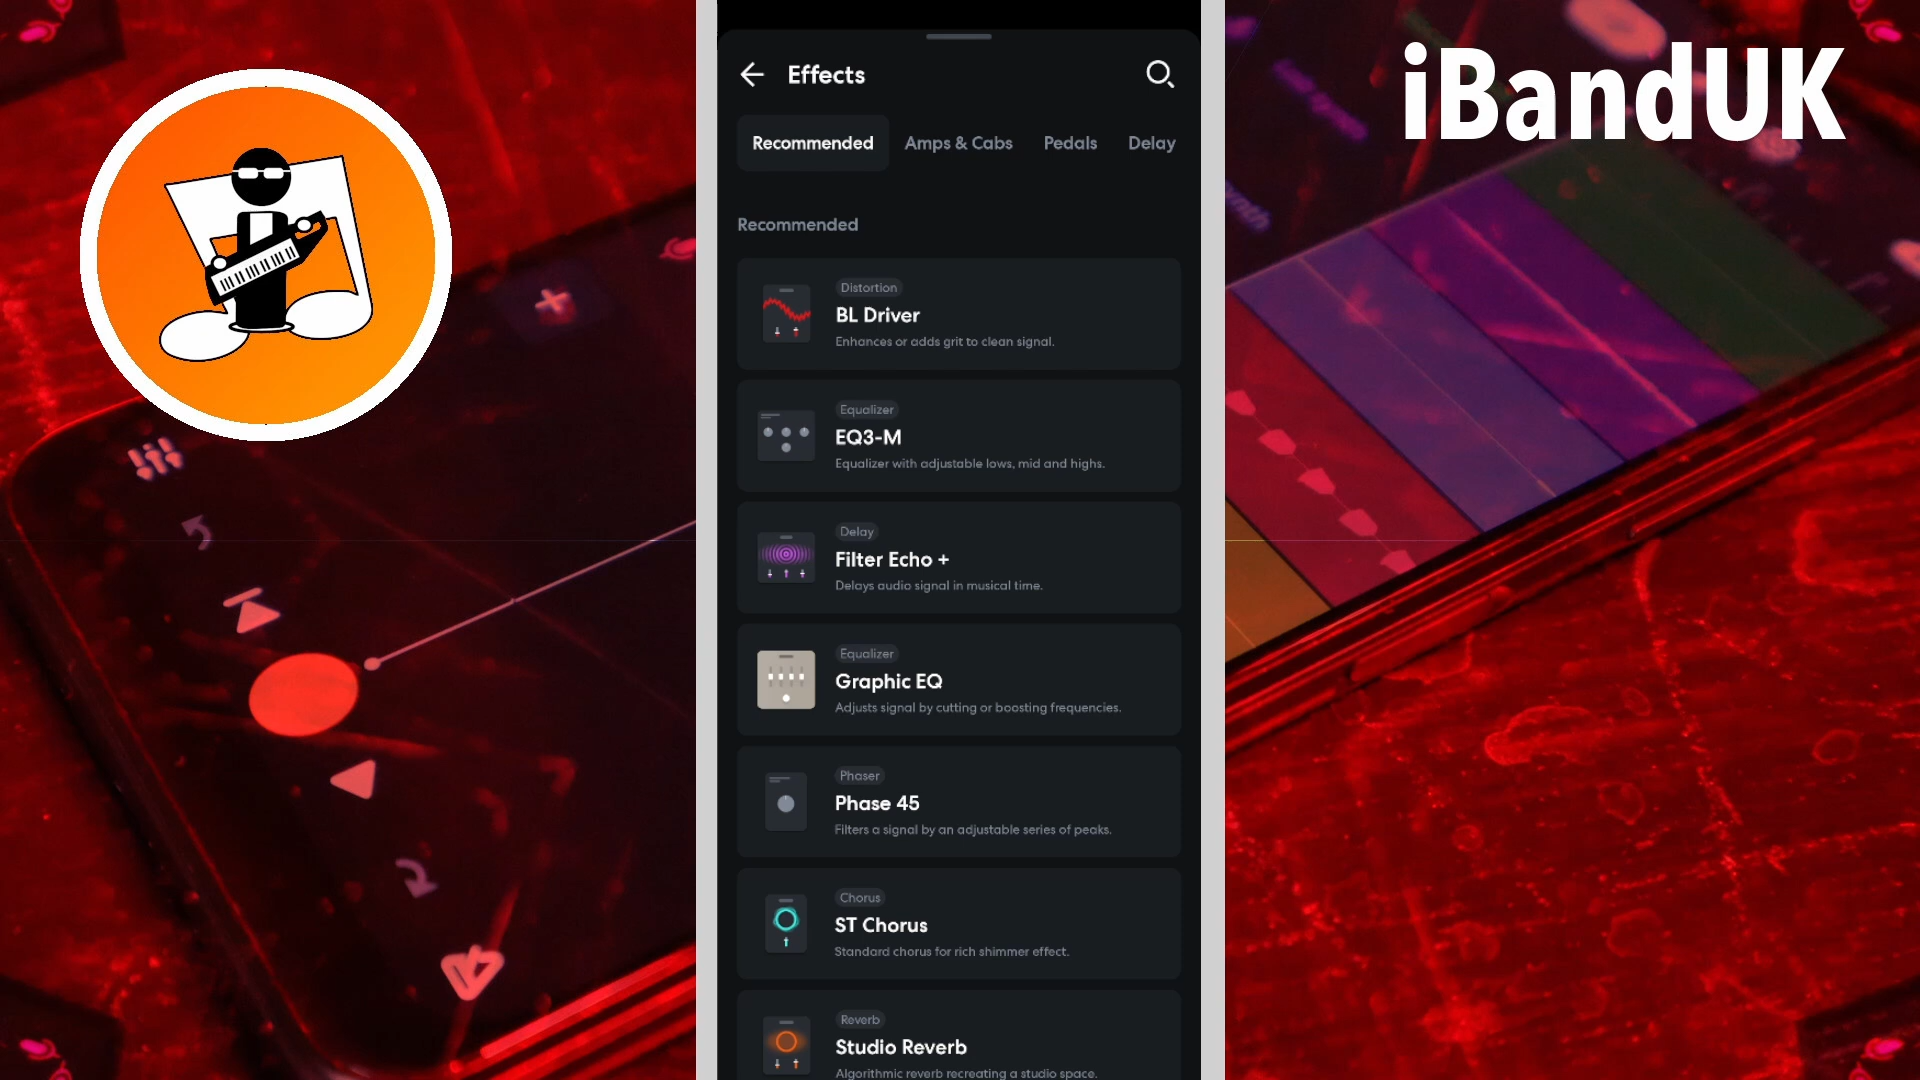 iBandUK
Effects
Recommended Amps & Cabs Pedals Delay
Recommended
Distortion
BL Driver
Enhances or adds grit to clean signal.
Equalizer
EQ3-M
Equalizer with adjustable lows, mid and highs.
Delay
Filter Echo +
Delays audio signal in musical time.
Equalizer
Graphic EQ
Adjusts signal by cutting or boosting frequencies.
Phaser
Phase 45
Filters a signal by an adjustable series of peaks.
Chorus
ST Chorus
Standard chorus for rich shimmer effect.
Reverb
Studio Reverb
Algorithmic reverb recreating a studio space.